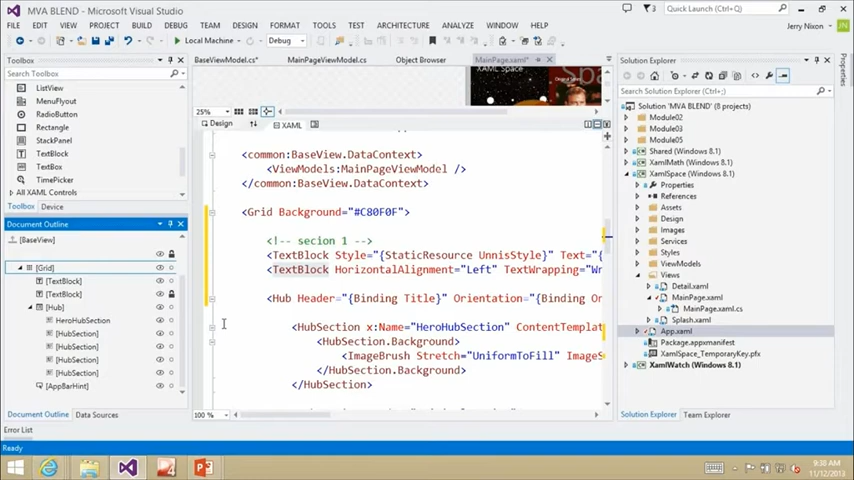 MVA BLEND - Microsoft Visual Studio
3
Quick Launch (Ctrl+Q)
FILE EDIT VIEW PROJECT BUILD DEBUG TEAM DESIGN FORMAT TOOLS TEST ARCHITECTURE ANALYZE WINDOW HELP
Jerry Nixon
JN
Local Machine
Debug
Toolbox
Search Toolbox
ListView
MenuFlyout
RadioButton
Rectangle
StackPanel
TextBlock
TextBox
TimePicker
All XAML Controls
Toolbox Device
Document Outline
[BaseView]
[Grid]
[TextBlock]
[TextBlock]
[Hub]
HeroHubSection
[HubSection]
[HubSection]
[HubSection]
[HubSection]
[AppBarHint]
Document Outline Data Sources
BaseViewModel.cs* MainPageViewModel.cs Object Browser MainPage.xaml*
XAML Space
25%
Design XAML
<common:BaseView.DataContext>
<ViewModels:MainPageViewModel />
</common:BaseView.DataContext>
<Grid Background="#C80F0F">
<!-- secion 1 -->
<TextBlock Style="{StaticResource UnnisStyle}" Text="{
<TextBlock HorizontalAlignment="Left" TextWrapping="Wr
<Hub Header="{Binding Title}" Orientation="{Binding On
<HubSection x:Name="HeroHubSection" ContentTemplat
<HubSection.Background>
<ImageBrush Stretch="UniformToFill" ImageS
</HubSection.Background>
</HubSection>
100 %
Solution Explorer
Search Solution Explorer (Ctrl+;)
Solution 'MVA BLEND' (8 projects)
Module02
Module03
Module05
Shared (Windows 8.1)
XamlMath (Windows 8.1)
XamlSpace (Windows 8.1)
Properties
References
Assets
Design
Images
Services
Styles
ViewModels
Views
Detail.xaml
MainPage.xaml
MainPage.xaml.cs
Splash.xaml
App.xaml
Package.appxmanifest
XamlSpace_TemporaryKey.pfx
XamlWatch (Windows 8.1)
Solution Explorer Team Explorer
Properties
Error List
Ready
9:38 AM
11/12/2013